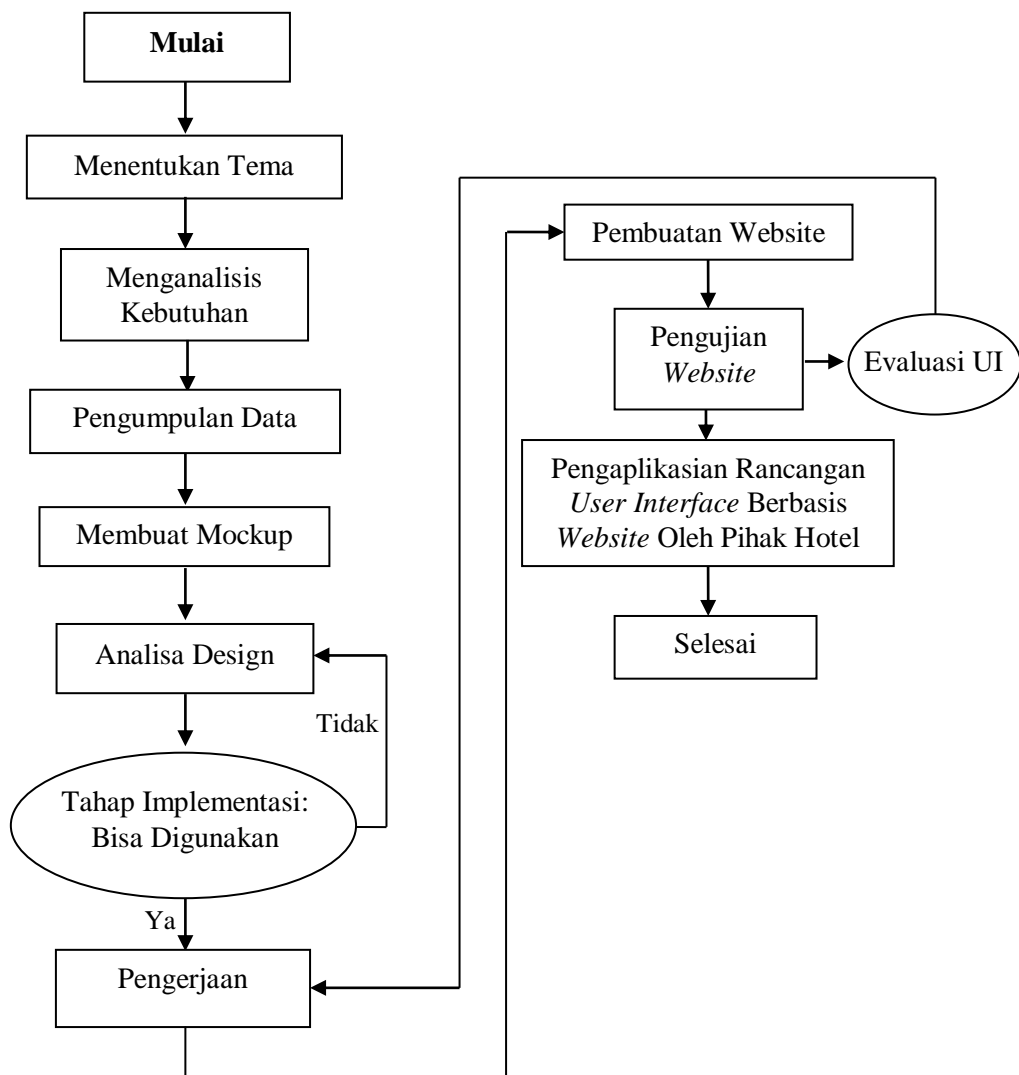 Mulai
Menentukan Tema
Menganalisis
Kebutuhan
Pengumpulan Data
Membuat Mockup
Analisa Design
Tidak
Tahap Implementasi:
Bisa Digunakan
Ya
Pengerjaan
Pembuatan Website
Pengujian
Website
Evaluasi UI
Pengaplikasian Rancangan
User Interface Berbasis
Website Oleh Pihak Hotel
Selesai